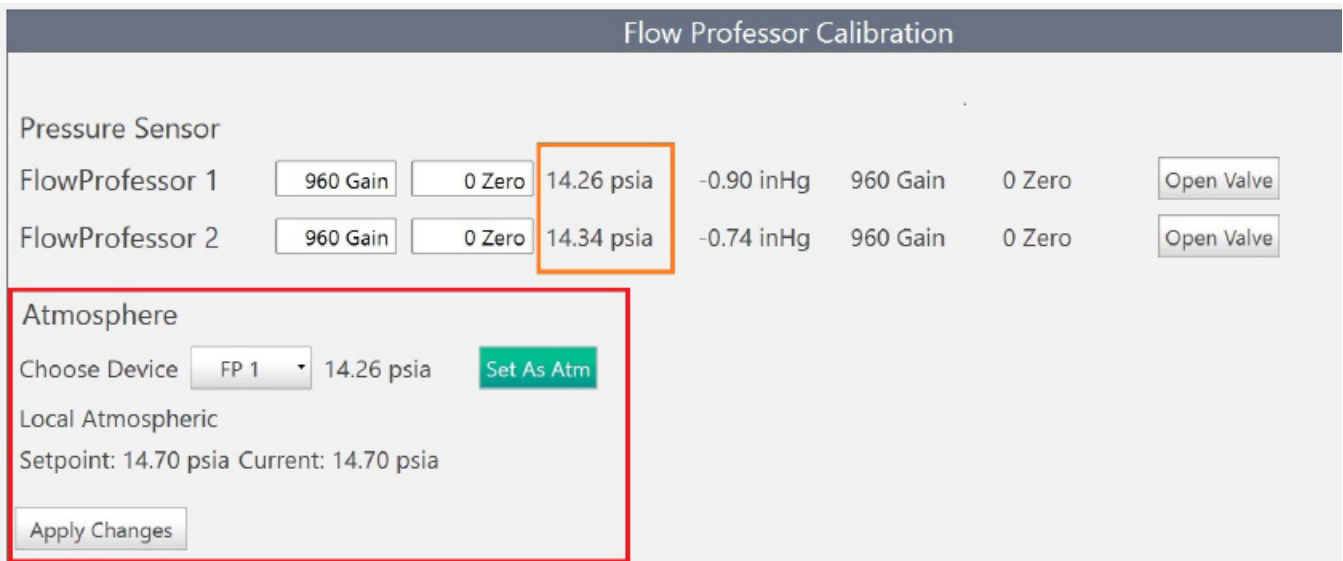 Flow Professor Calibration
Pressure Sensor
FlowProfessor 1 960 Gain 0 Zero 14.26 psia -0.90 inHg 960 Gain 0 Zero Open Valve
FlowProfessor 2 960 Gain 0 Zero 14.34 psia -0.74 inHg 960 Gain 0 Zero Open Valve
Atmosphere
Choose Device FP 1 14.26 psia Set As Atm
Local Atmospheric
Setpoint: 14.70 psia Current: 14.70 psia
Apply Changes